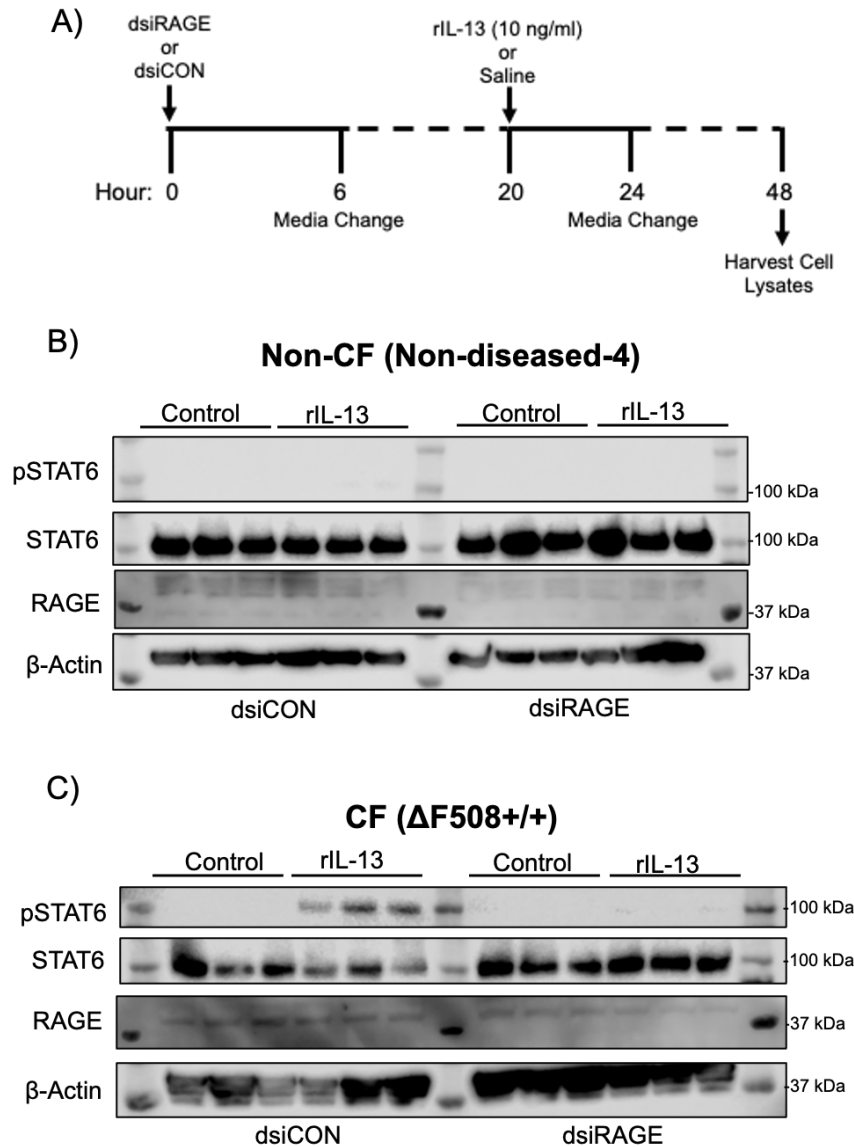 A)
dsiRAGE
or
dsiCON
rIL-13 (10 ng/ml)
or
Saline
Hour: 0 6 20 24 48
Media Change Media Change
Harvest Cell
Lysates
B)
Non-CF (Non-diseased-4)
Control rIL-13 Control rIL-13
pSTAT6 -100 kDa
STAT6 -100 kDa
RAGE -37 kDa
β-Actin -37 kDa
dsiCON dsiRAGE
C)
CF (ΔF508+/+)
Control rIL-13 Control rIL-13
pSTAT6 -100 kDa
STAT6 -100 kDa
RAGE -37 kDa
β-Actin -37 kDa
dsiCON dsiRAGE